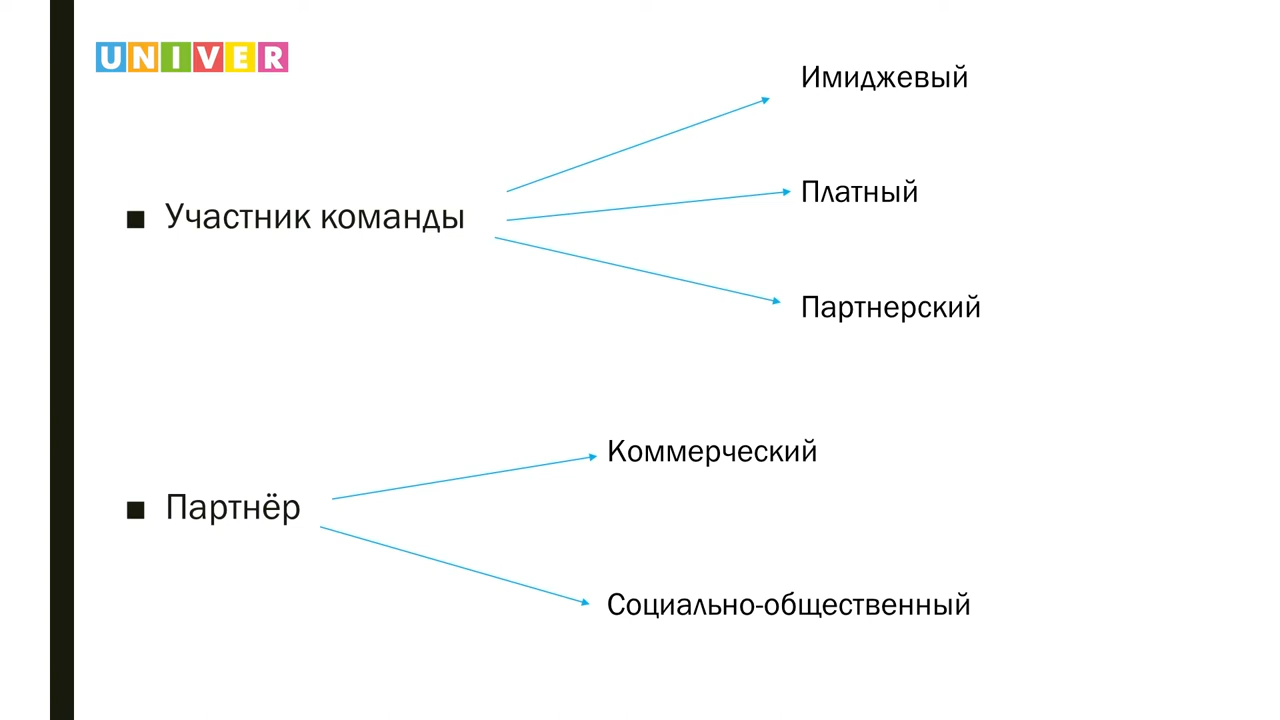 UNIVER
Имиджевый
Платный
■ Участник команды
Партнерский
Коммерческий
■ Партнёр
Социально-общественный